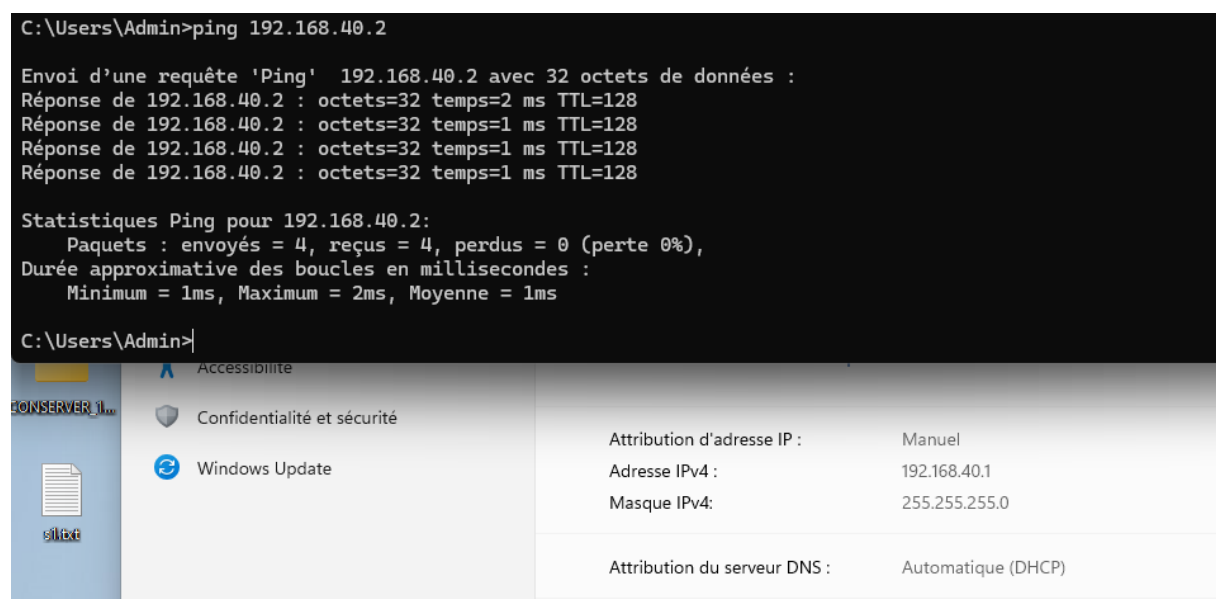 C:\Users\Admin>ping 192.168.40.2
Envoi d’une requête 'Ping'  192.168.40.2 avec 32 octets de données :
Réponse de 192.168.40.2 : octets=32 temps=2 ms TTL=128
Réponse de 192.168.40.2 : octets=32 temps=1 ms TTL=128
Réponse de 192.168.40.2 : octets=32 temps=1 ms TTL=128
Réponse de 192.168.40.2 : octets=32 temps=1 ms TTL=128
Statistiques Ping pour 192.168.40.2:
Paquets : envoyés = 4, reçus = 4, perdus = 0 (perte 0%),
Durée approximative des boucles en millisecondes :
Minimum = 1ms, Maximum = 2ms, Moyenne = 1ms
C:\Users\Admin>
Accessibilité
Confidentialité et sécurité
Windows Update
Attribution d'adresse IP : Manuel
Adresse IPv4 : 192.168.40.1
Masque IPv4: 255.255.255.0
Attribution du serveur DNS : Automatique (DHCP)